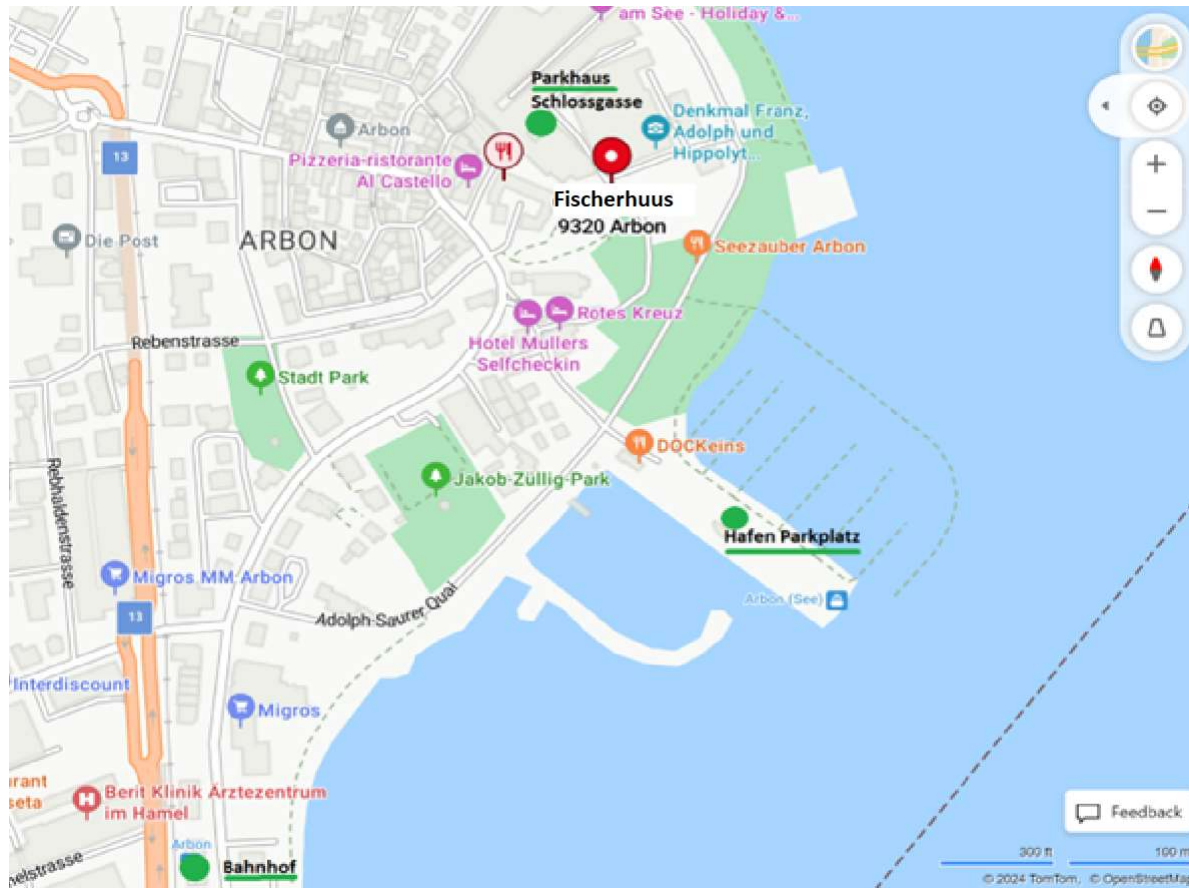 am See - Holiday &...
Parkhaus
Schlossgasse
Denkmal Franz,
Adolph und
Hippolyt...
Arbon
13
Pizzeria-ristorante
Al Castello
Fischerhuus
9320 Arbon
Die Post
ARBON
Seezauber Arbon
Rotes Kreuz
Rebenstrasse
Hotel Mullers
Selfcheckin
Stadt Park
DOCKeins
Jakob-Züllig-Park
Rebhaldenstrasse
Hafen Parkplatz
Migros MM Arbon
Arbon (See)
13
Adolph-Saurer Quai
Interdiscount
Migros
Berit Klinik Ärztezentrum
im Hamel
Feedback
Arbon
Bahnhof
300 ft
100 m
© 2024 TomTom, © OpenStreetMap